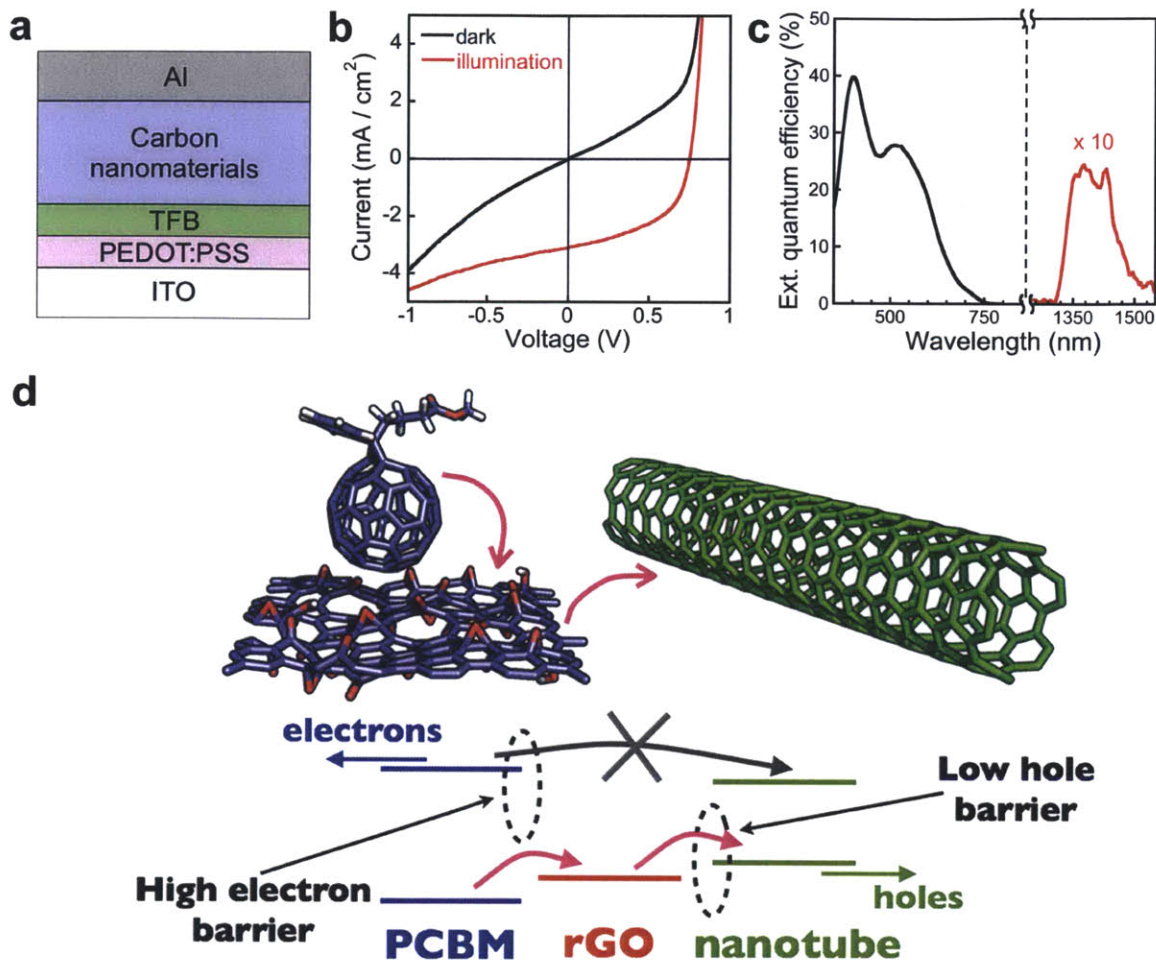 a
Al
Carbon
nanomaterials
TFB
PEDOT:PSS
ITO
b
dark
illumination
Current (mA / cm²)
4
2
0
-2
-4
-1
-0.5
0
0.5
1
Voltage (V)
c
Ext. quantum efficiency (%)
50
40
30
20
10
0
x 10
500
750
1350
1500
Wavelength (nm)
d
electrons
Low hole
barrier
High electron
barrier
holes
PCBM
rGO
nanotube